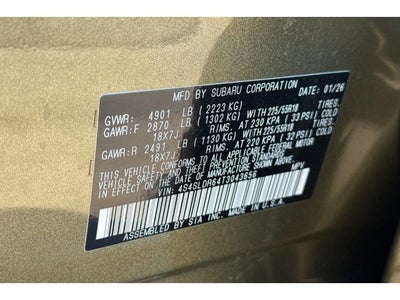 MFD BY SUBARU CORPORATION DATE: 01/26
GVWR: 4901 LB (2223 KG)
GAWR:F 2870 LB (1302 KG) WITH 225/55R18 TIRES.
18X7J RIMS. AT 230 KPA (33 PSI) COLD
GAWR:R 2491 LB (1130 KG) WITH 225/55R18 TIRES.
18X7J RIMS. AT 220 KPA (32 PSI) COLD
THIS VEHICLE CONFORMS TO ALL APPLICABLE FEDERAL MOTOR
VEHICLE SAFETY STANDARDS IN EFFECT ON THE DATE OF
MANUFACTURE SHOWN ABOVE.
VIN: 4S4SLDR64T3043656 MPV
ASSEMBLED BY SIA INC. MADE IN U.S.A.